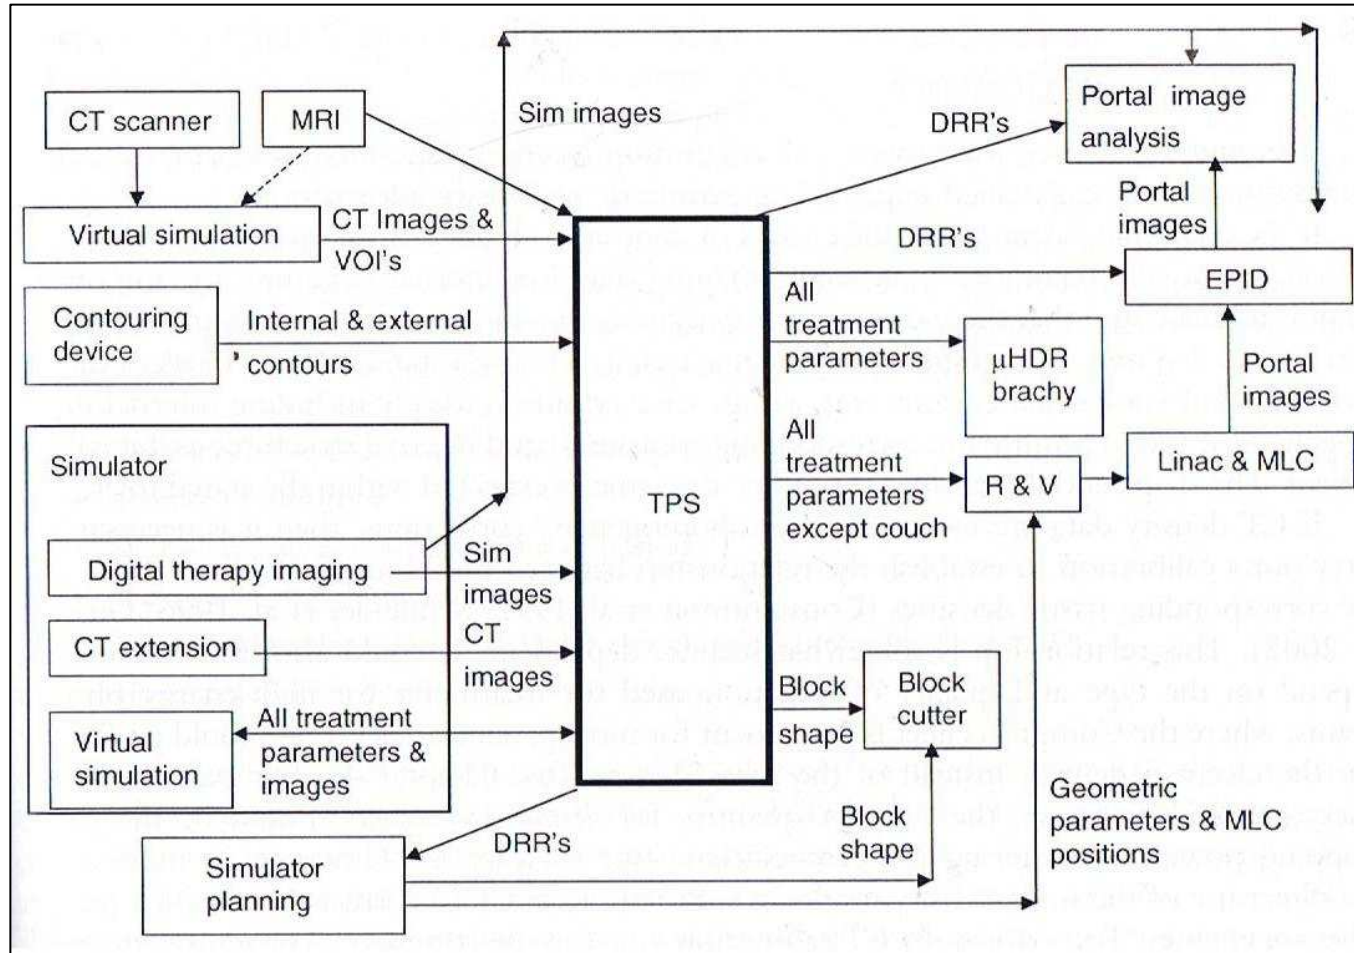 Sim images
CT scanner
MRI
DRR's
Portal image
analysis
Virtual simulation
CT Images &
VOI's
DRR's
Portal
images
EPID
Contouring
device
Internal & external
contours
All
treatment
parameters
µHDR
brachy
Portal
images
Simulator
TPS
All
treatment
parameters
except couch
R & V
Linac & MLC
Digital therapy imaging
Sim
images
CT extension
CT
images
Block
shape
Block
cutter
Virtual
simulation
All treatment
parameters &
images
DRR's
Block
shape
Geometric
parameters & MLC
positions
Simulator
planning